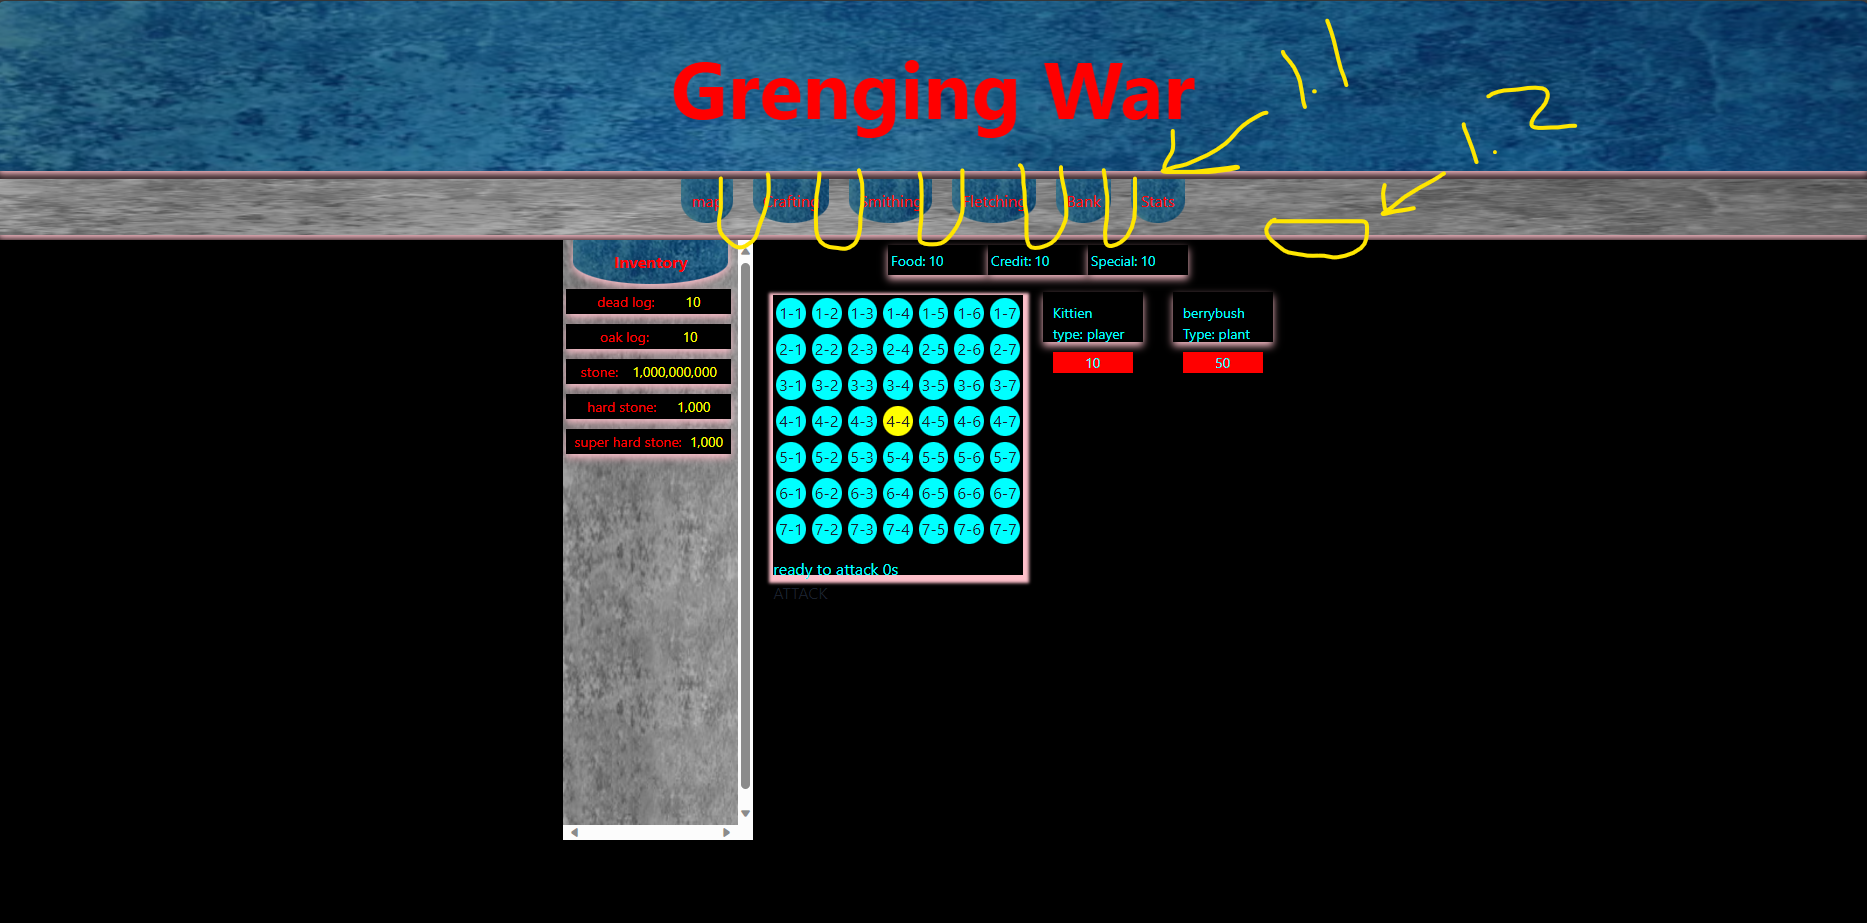 Grenging War
1.1
1.2
map Crafting Smithing Fletching Bank Stats
Inventory
dead log: 10
oak log: 10
stone: 1,000,000,000
hard stone: 1,000
super hard stone: 1,000
Food: 10 Credit: 10 Special: 10
1-1 1-2 1-3 1-4 1-5 1-6 1-7
2-1 2-2 2-3 2-4 2-5 2-6 2-7
3-1 3-2 3-3 3-4 3-5 3-6 3-7
4-1 4-2 4-3 4-4 4-5 4-6 4-7
5-1 5-2 5-3 5-4 5-5 5-6 5-7
6-1 6-2 6-3 6-4 6-5 6-6 6-7
7-1 7-2 7-3 7-4 7-5 7-6 7-7
ready to attack 0s
ATTACK
Kittien
type: player
10
berrybush
Type: plant
50